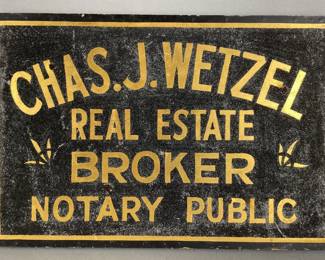 CHAS. J. WETZEL
REAL ESTATE
BROKER
NOTARY PUBLIC